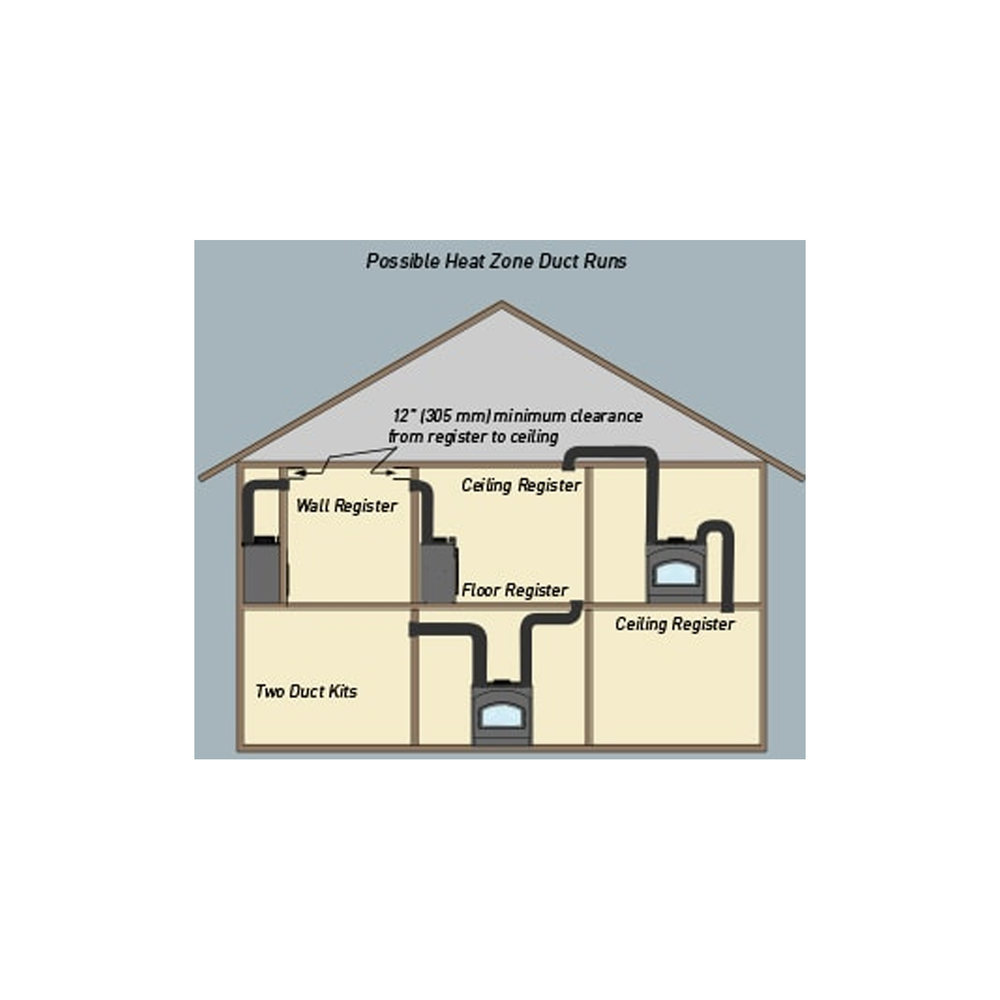 Possible Heat Zone Duct Runs
12" (305 mm) minimum clearance
from register to ceiling
Ceiling Register
Wall Register
Floor Register
Ceiling Register
Two Duct Kits